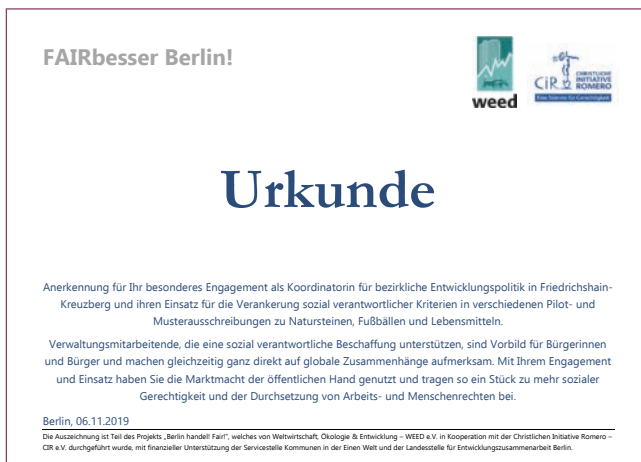 FAIRbesser Berlin!
weed
CiR
CHRISTLICHE
INITIATIVE
ROMERO
Urkunde
Anerkennung für Ihr besonderes Engagement als Koordinatorin für bezirkliche Entwicklungspolitik in Friedrichshain-
Kreuzberg und ihren Einsatz für die Verankerung sozial verantwortlicher Kriterien in verschiedenen Pilot- und
Musterausschreibungen zu Natursteinen, Fußbällen und Lebensmitteln.
Verwaltungsmitarbeitende, die eine sozial verantwortliche Beschaffung unterstützen, sind Vorbild für Bürgerinnen
und Bürger und machen gleichzeitig ganz direkt auf globale Zusammenhänge aufmerksam. Mit Ihrem Engagement
und Einsatz haben Sie die Marktmacht der öffentlichen Hand genutzt und tragen so ein Stück zu mehr sozialer
Gerechtigkeit und der Durchsetzung von Arbeits- und Menschenrechten bei.
Berlin, 06.11.2019
Die Auszeichnung ist Teil des Projekts „Berlin handelt Fair!“, welches von Weltwirtschaft, Ökologie & Entwicklung – WEED e.V. in Kooperation mit der Christlichen Initiative Romero –
CIR e.V. durchgeführt wurde, mit finanzieller Unterstützung der Servicestelle Kommunen in der Einen Welt und der Landesstelle für Entwicklungszusammenarbeit Berlin.